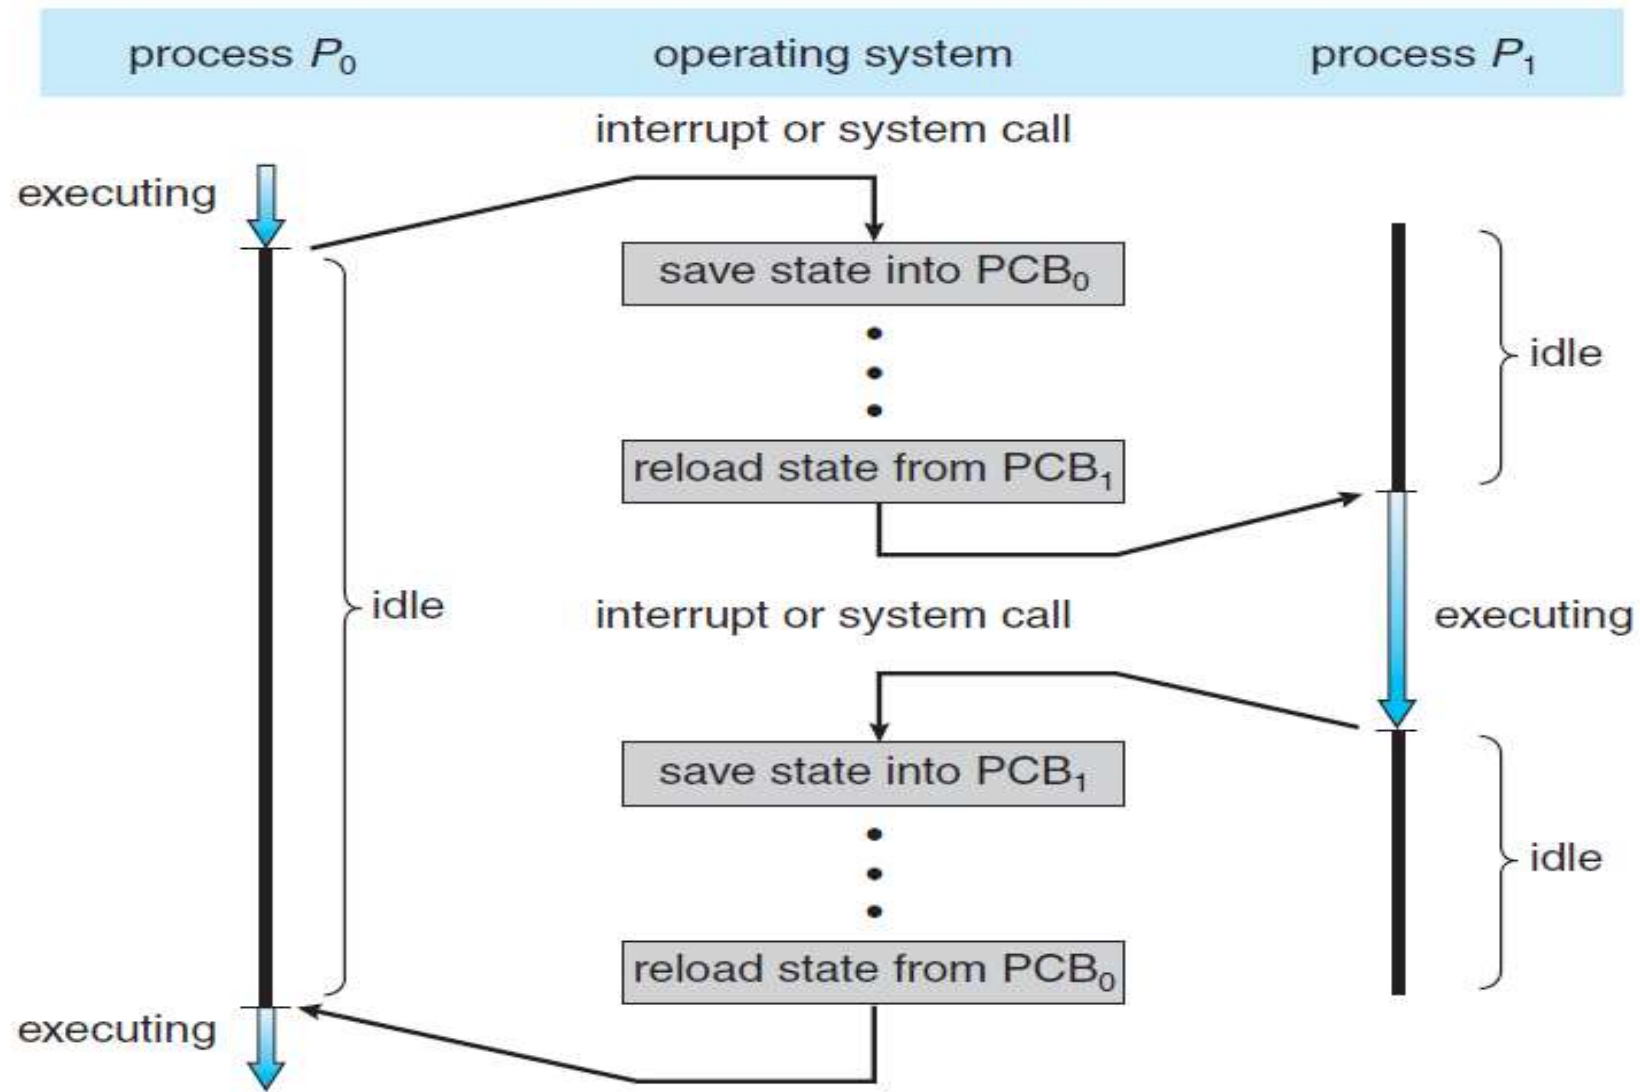 process P₀ operating system process P₁
interrupt or system call
executing
save state into PCB₀
idle
reload state from PCB₁
idle
interrupt or system call
executing
save state into PCB₁
idle
reload state from PCB₀
executing